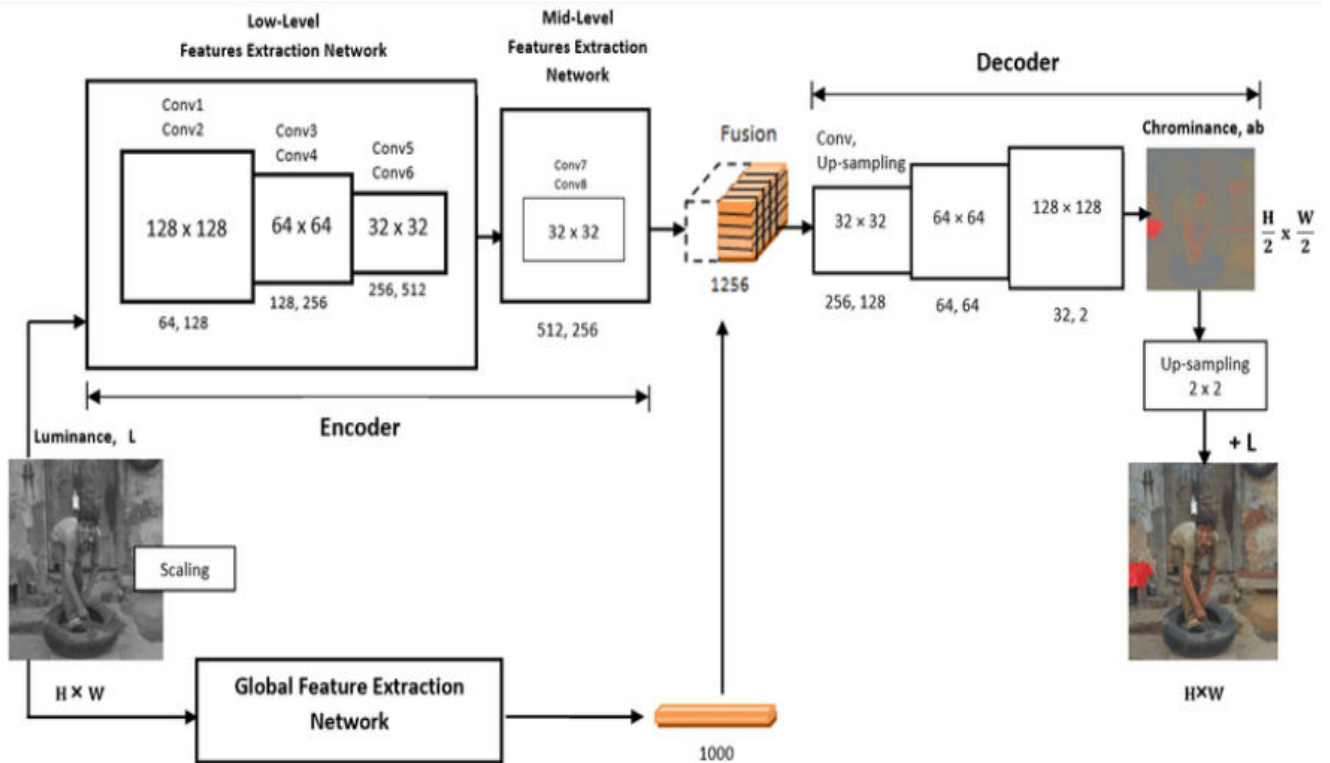 Low-Level
Features Extraction Network
Mid-Level
Features Extraction
Network
Decoder
Conv1
Conv2
Conv3
Conv4
Conv5
Conv6
Conv7
Conv8
Fusion
Conv,
Up-sampling
Chrominance, ab
128 x 128
64 x 64
32 x 32
32 x 32
32 x 32
64 × 64
128 × 128
H/2 x W/2
64, 128
128, 256
256, 512
512, 256
1256
256, 128
64, 64
32, 2
Up-sampling
2 x 2
Encoder
+ L
Luminance, L
Scaling
H × W
Global Feature Extraction
Network
1000
H×W